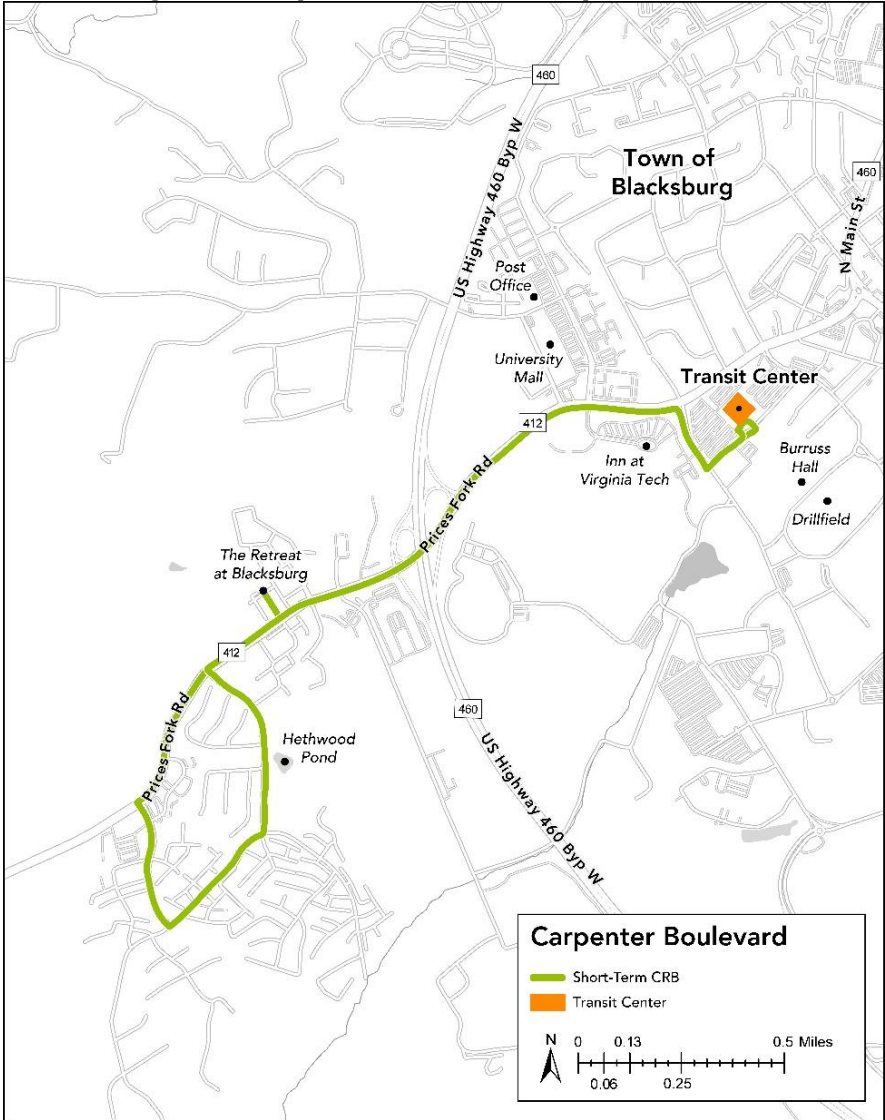 460
Town of
Blacksburg
460
US Highway 460 Byp W
N Main St
Post
Office
University
Mall
Transit Center
412
Inn at
Virginia Tech
Burruss
Hall
Drillfield
Prices Fork Rd
The Retreat
at Blacksburg
412
460
Prices Fork Rd
Hethwood
Pond
US Highway 460 Byp W
Carpenter Boulevard
Short-Term CRB
Transit Center
N
0 0.13 0.5 Miles
0.06 0.25